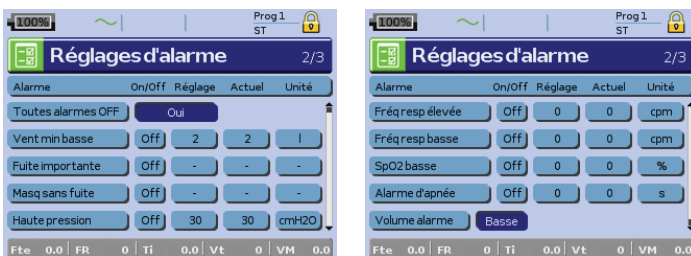 100%
Prog1
ST
Réglages d'alarme 2/3
Alarme On/Off Réglage Actuel Unité
Toutes alarmes OFF Oui
Vent min basse Off 2 2 l
Fuite importante Off - - -
Masq sans fuite Off - - -
Haute pression Off 30 30 cmH2O
Fte 0.0 FR 0 Ti 0.0 Vt 0 VM 0.0
100%
Prog1
ST
Réglages d'alarme 2/3
Alarme On/Off Réglage Actuel Unité
Fréq resp élevée Off 0 0 cpm
Fréq resp basse Off 0 0 cpm
SpO2 basse Off 0 0 %
Alarme d'apnée Off 0 0 s
Volume alarme Basse
Fte 0.0 FR 0 Ti 0.0 Vt 0 VM 0.0